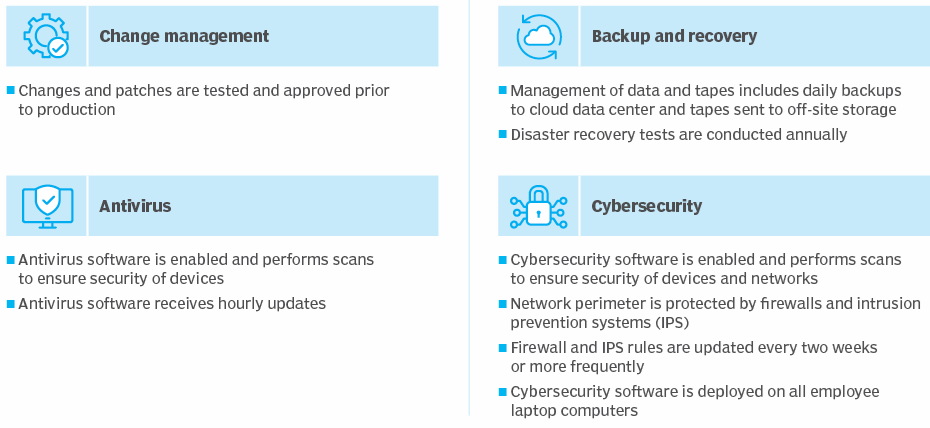 Change management
Changes and patches are tested and approved prior
to production
Backup and recovery
Management of data and tapes includes daily backups
to cloud data center and tapes sent to off-site storage
Disaster recovery tests are conducted annually
Antivirus
Antivirus software is enabled and performs scans
to ensure security of devices
Antivirus software receives hourly updates
Cybersecurity
Cybersecurity software is enabled and performs scans
to ensure security of devices and networks
Network perimeter is protected by firewalls and intrusion
prevention systems (IPS)
Firewall and IPS rules are updated every two weeks
or more frequently
Cybersecurity software is deployed on all employee
laptop computers